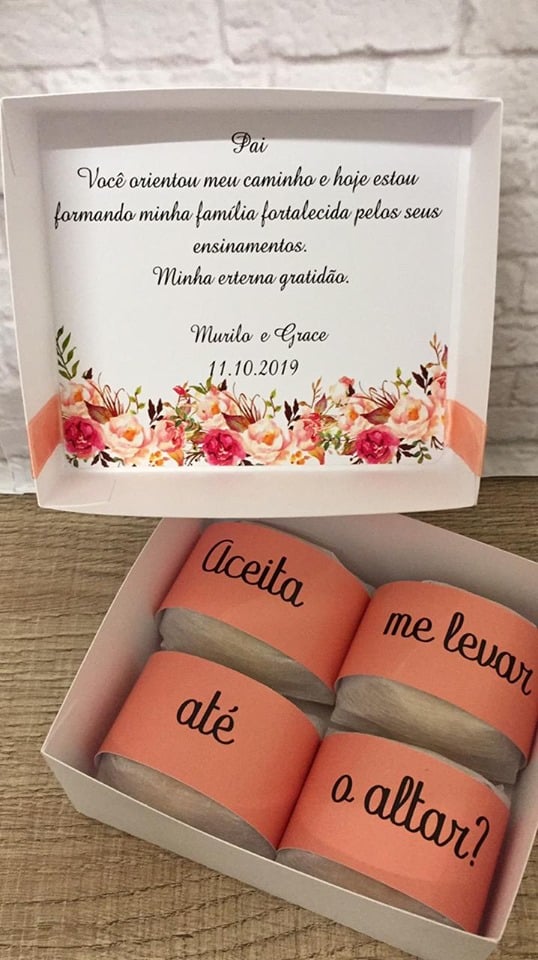 Pai
Você orientou meu caminho e hoje estou
formando minha família fortalecida pelos seus
ensinamentos.
Minha erterna gratidão.
Murilo e Grace
11.10.2019
Aceita
me levar
até
o altar?